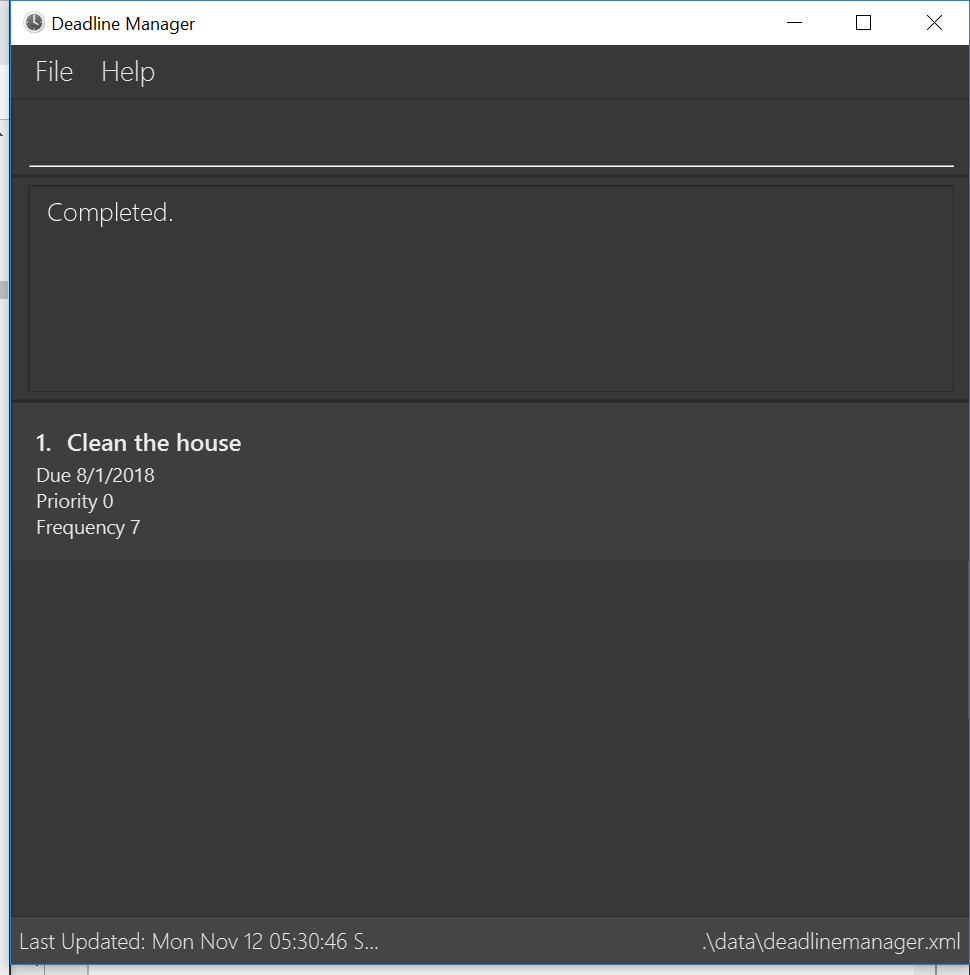 Deadline Manager
File Help
Completed.
1. Clean the house
Due 8/1/2018
Priority 0
Frequency 7
Last Updated: Mon Nov 12 05:30:46 S... .\data\deadlinemanager.xml